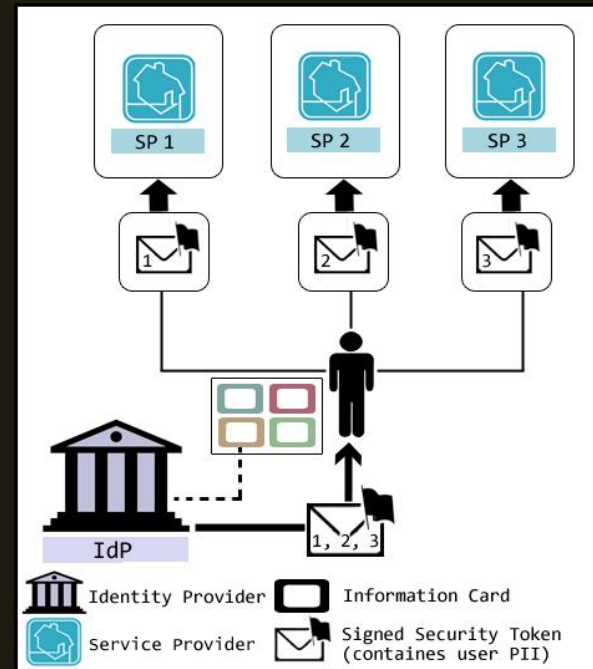 SP 1
SP 2
SP 3
1
2
3
1, 2, 3
IdP
Identity Provider
Information Card
Service Provider
Signed Security Token
(containes user PII)